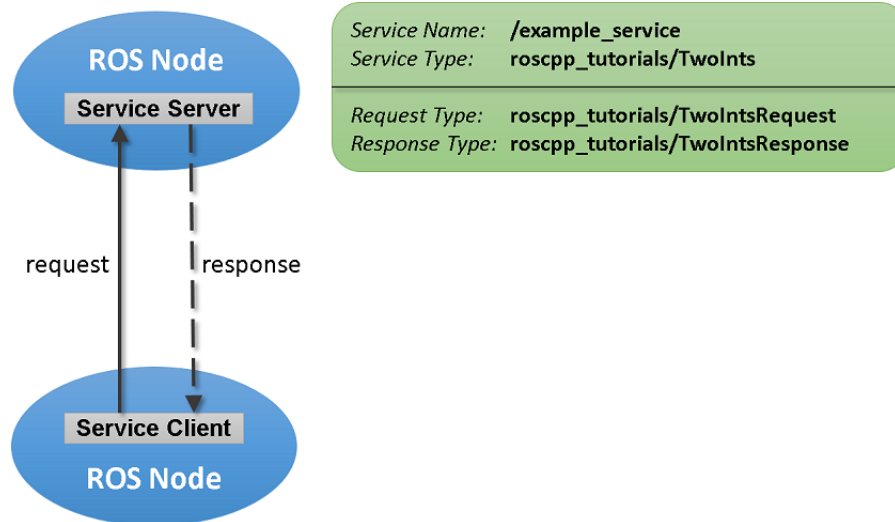 ROS Node
Service Server
request
response
Service Client
ROS Node
Service Name: /example_service
Service Type: roscpp_tutorials/TwoInts
Request Type: roscpp_tutorials/TwoIntsRequest
Response Type: roscpp_tutorials/TwoIntsResponse